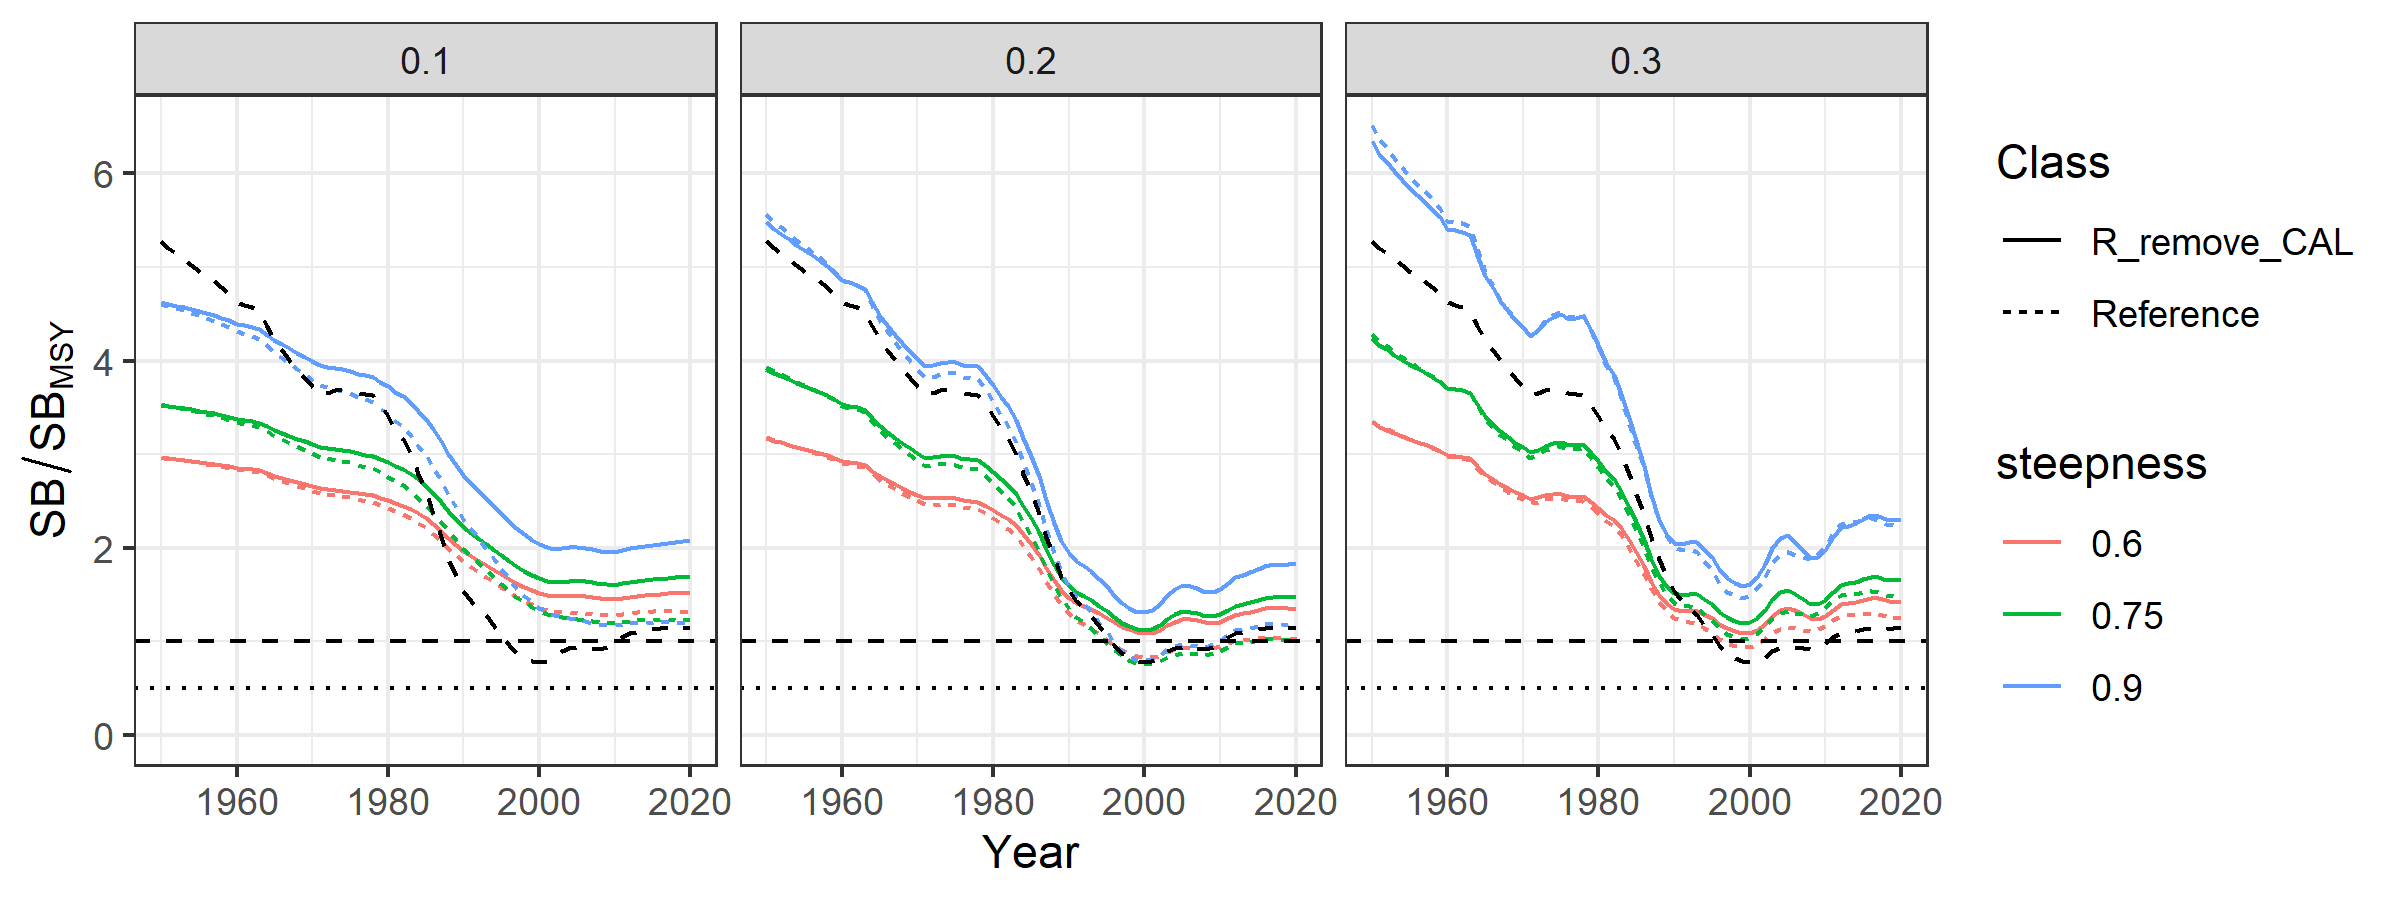 0.1 0.2 0.3
6
4
2
0
SB / SB_MSY
1960 1980 2000 2020 1960 1980 2000 2020 1960 1980 2000 2020
Year
Class
R_remove_CAL
Reference
steepness
0.6
0.75
0.9